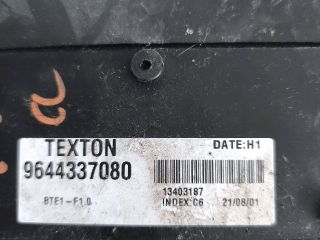 TEXTON DATE:H1
9644337080
13403187
BTE1-F1.0 INDEX:C6 21/08/01